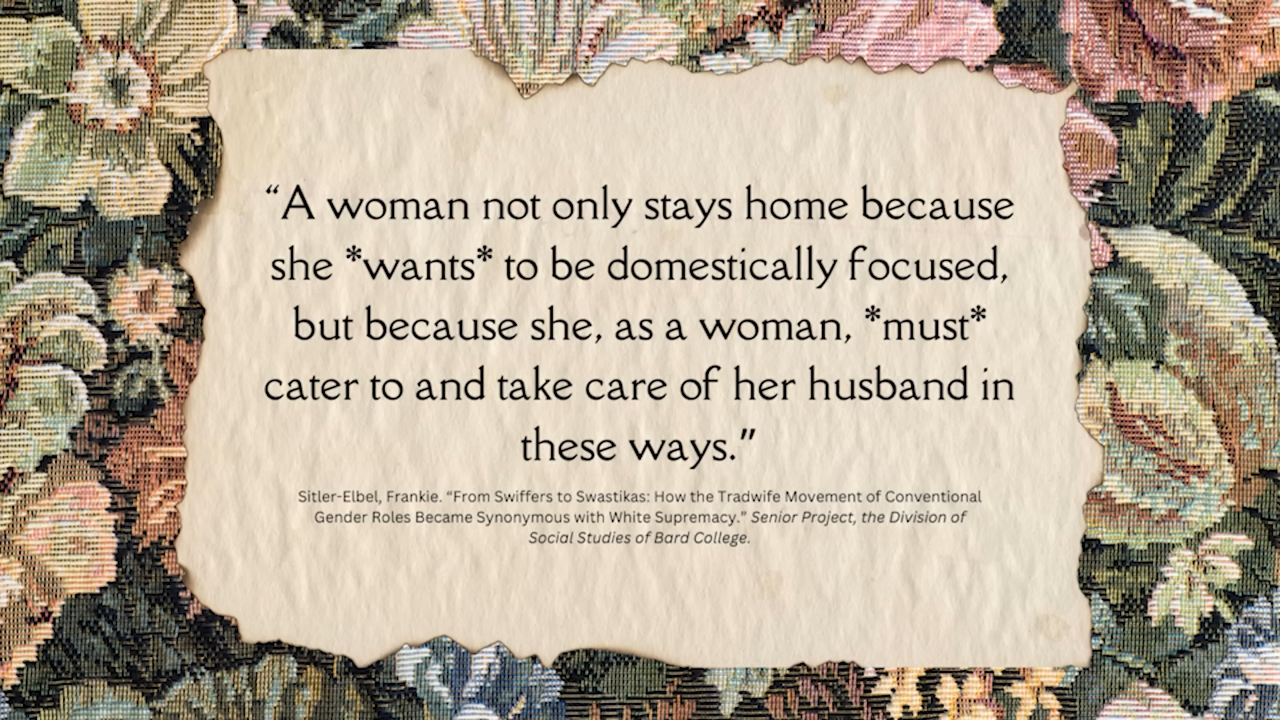 “A woman not only stays home because
she *wants* to be domestically focused,
but because she, as a woman, *must*
cater to and take care of her husband in
these ways."
Sitler-Elbel, Frankie. “From Swiffers to Swastikas: How the Tradwife Movement of Conventional
Gender Roles Became Synonymous with White Supremacy.” Senior Project, the Division of
Social Studies of Bard College.